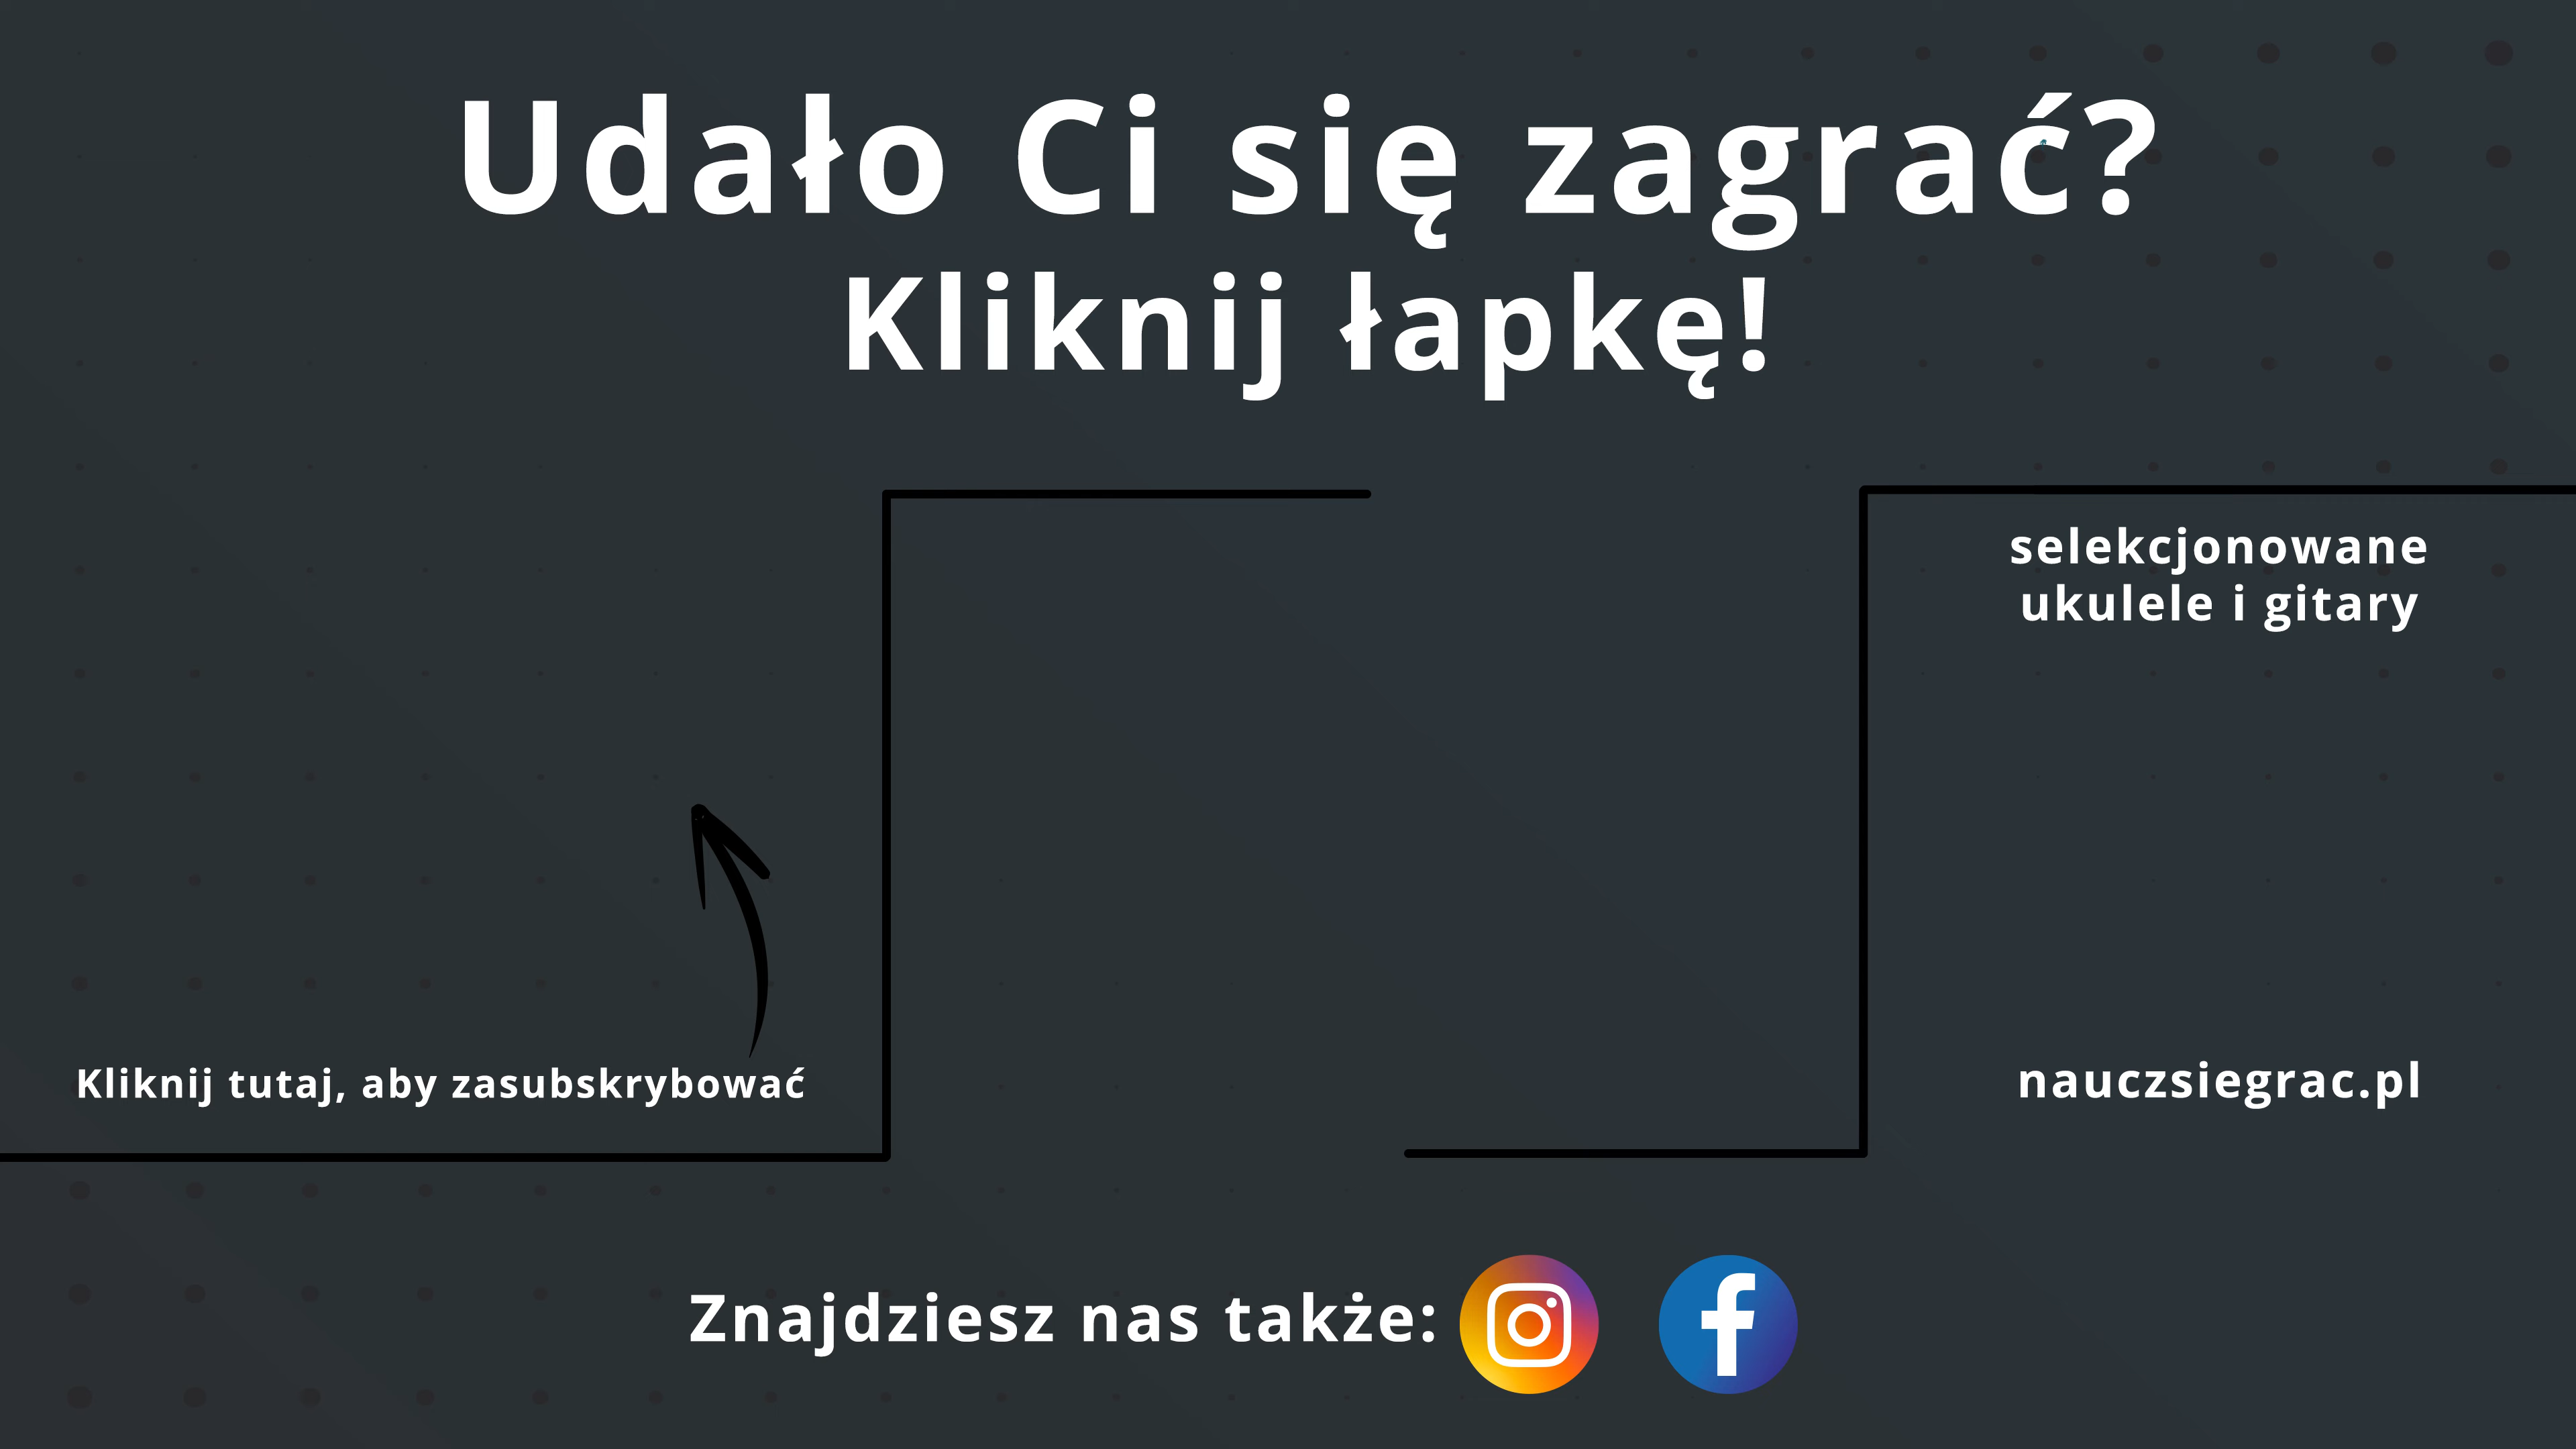 Udało Ci się zagrać?
Kliknij łapkę!
selekcjonowane
ukulele i gitary
Kliknij tutaj, aby zasubskrybować
nauczsiegrac.pl
Znajdziesz nas także: